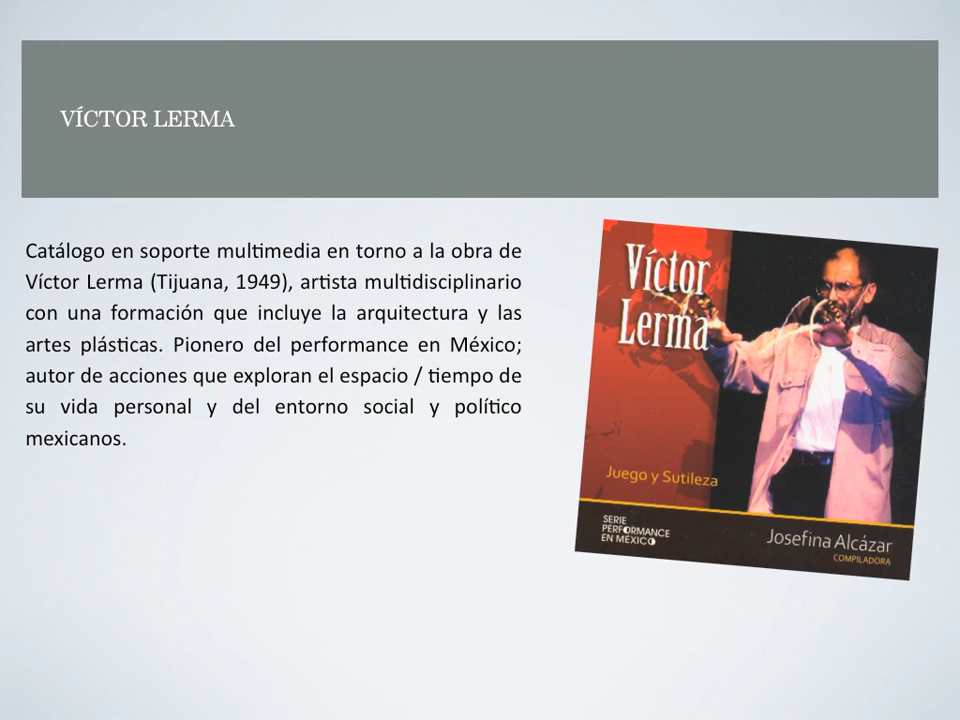 VÍCTOR LERMA
Catálogo en soporte multimedia en torno a la obra de
Víctor Lerma (Tijuana, 1949), artista multidisciplinario
con una formación que incluye la arquitectura y las
artes plásticas. Pionero del performance en México;
autor de acciones que exploran el espacio / tiempo de
su vida personal y del entorno social y político
mexicanos.
Víctor
Lerma
Juego y Sutileza
SERIE
PERFORMANCE
EN MÉXICO
Josefina Alcázar
COMPILADORA